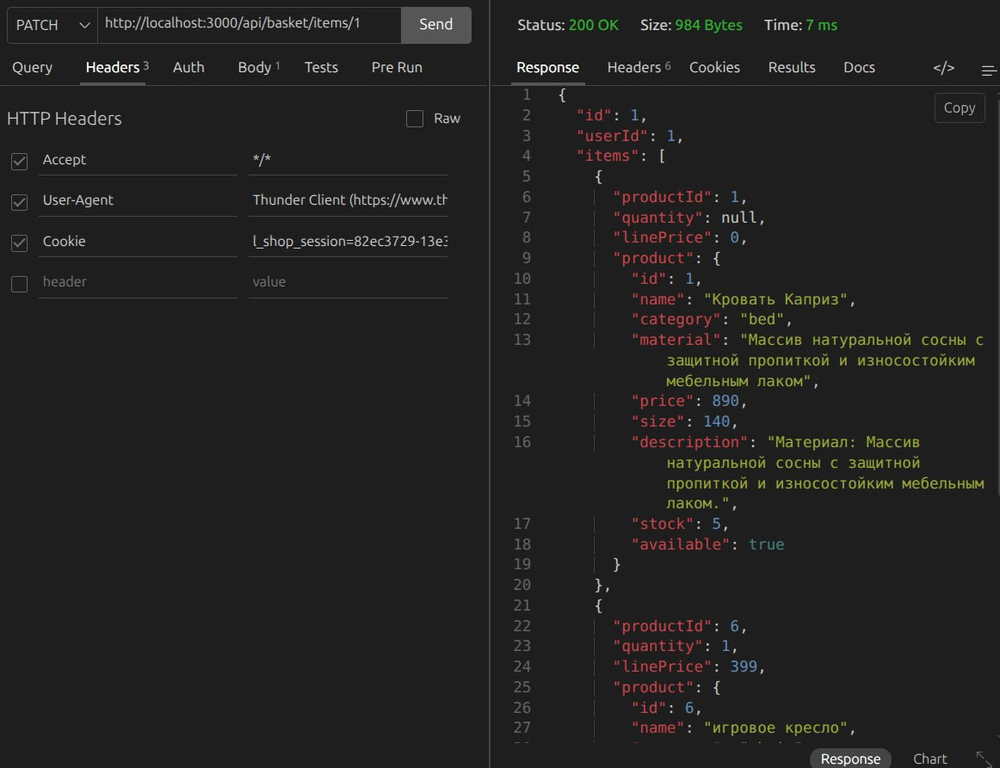 PATCH http://localhost:3000/api/basket/items/1 Send
Query Headers 3 Auth Body 1 Tests Pre Run
HTTP Headers Raw
Accept */*
User-Agent Thunder Client (https://www.th
Cookie l_shop_session=82ec3729-13e3
header value
Status: 200 OK Size: 984 Bytes Time: 7 ms
Response Headers 6 Cookies Results Docs </>
Copy
1 {
2 "id": 1,
3 "userId": 1,
4 "items": [
5 {
6 "productId": 1,
7 "quantity": null,
8 "linePrice": 0,
9 "product": {
10 "id": 1,
11 "name": "Кровать Каприз",
12 "category": "bed",
13 "material": "Массив натуральной сосны с
защитной пропиткой и износостойким
мебельным лаком",
14 "price": 890,
15 "size": 140,
16 "description": "Материал: Массив
натуральной сосны с защитной
пропиткой и износостойким мебельным
лаком.",
17 "stock": 5,
18 "available": true
19 }
20 },
21 {
22 "productId": 6,
23 "quantity": 1,
24 "linePrice": 399,
25 "product": {
26 "id": 6,
27 "name": "игровое кресло",
Response Chart